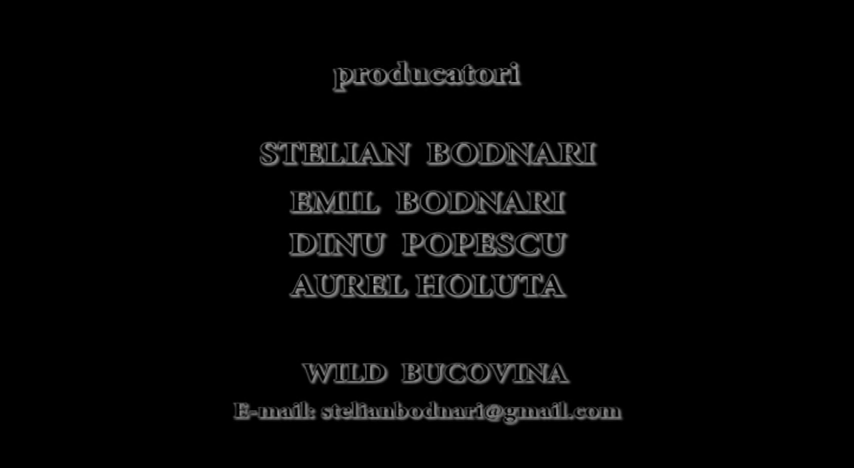 producatori
STELIAN BODNARI
EMIL BODNARI
DINU POPESCU
AUREL HOLUTA
WILD BUCOVINA
E-mail: stelianbodnari@gmail.com